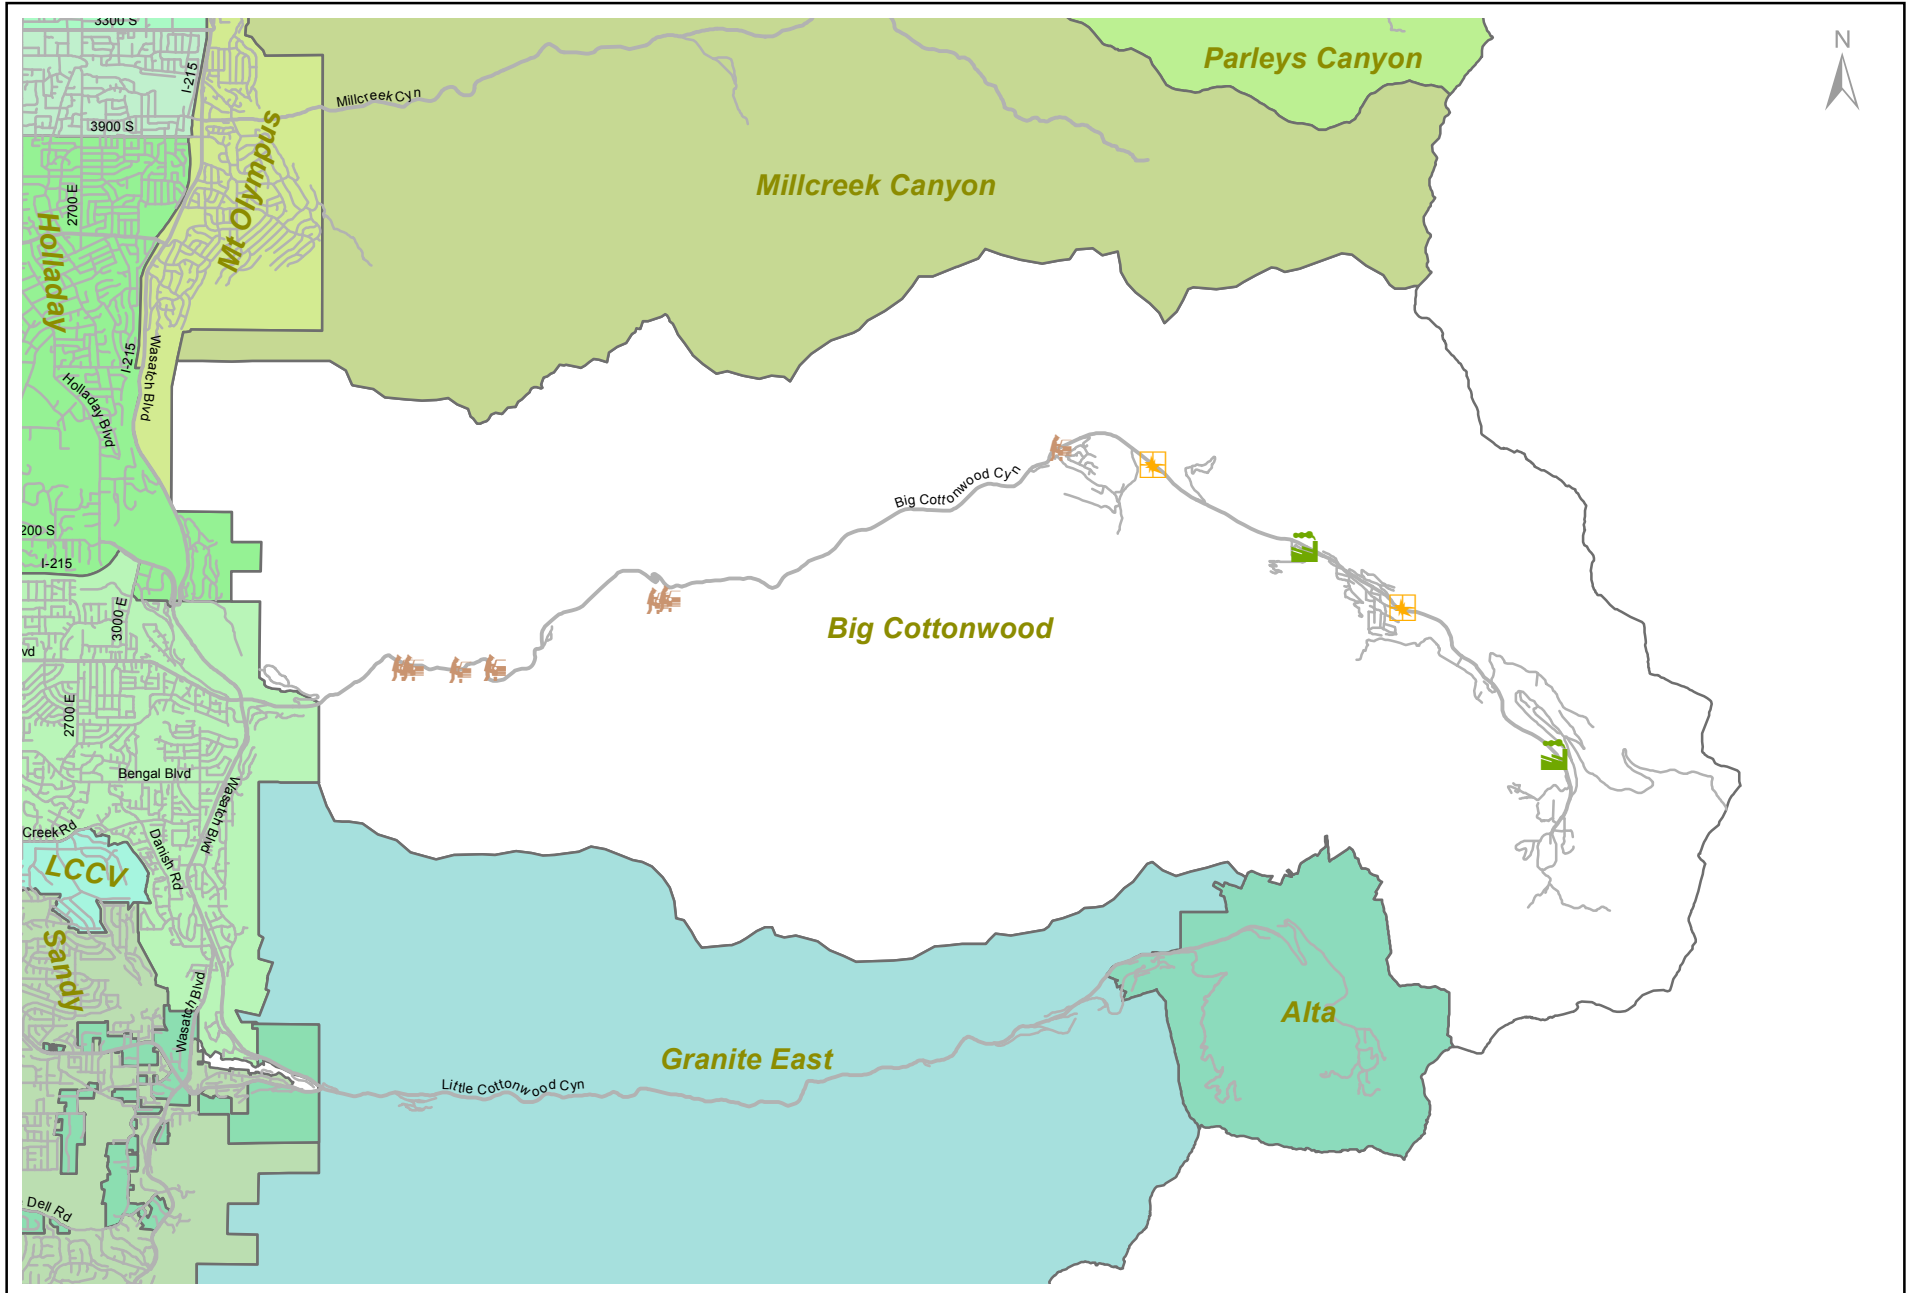 3300 S
Parleys Canyon
N
I-215
Millcreek Cyn
3900 S
Mt Olympus
Millcreek Canyon
2700 E
Holladay
I-215
Wasatch Blvd
Holladay Blvd
Big Cottonwood Cyn
200 S
I-215
3000 E
Big Cottonwood
vd
2700 E
Bengal Blvd
Wasatch Blvd
Creek Rd
Danish Rd
LCCV
Sandy
Wasatch Blvd
Alta
Granite East
Little Cottonwood Cyn
Dell Rd